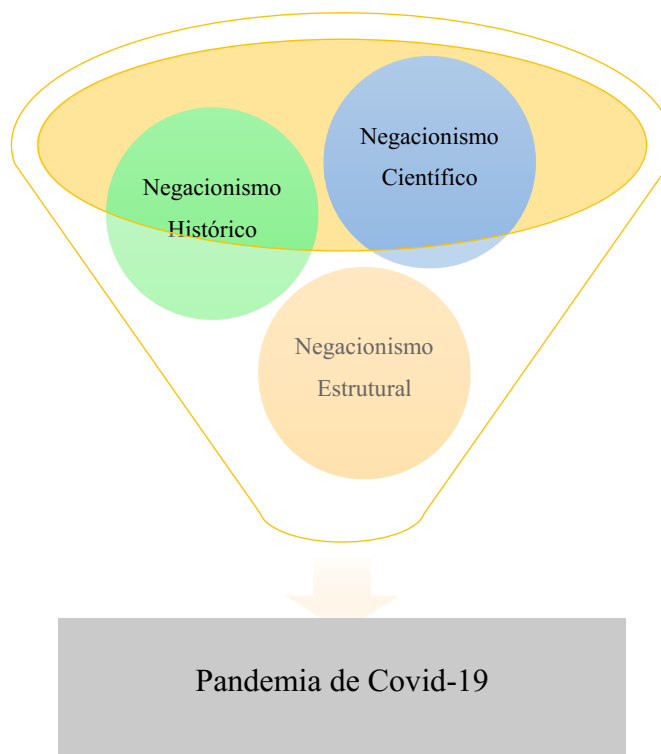 Negacionismo
Científico
Negacionismo
Histórico
Negacionismo
Estrutural
Pandemia de Covid-19